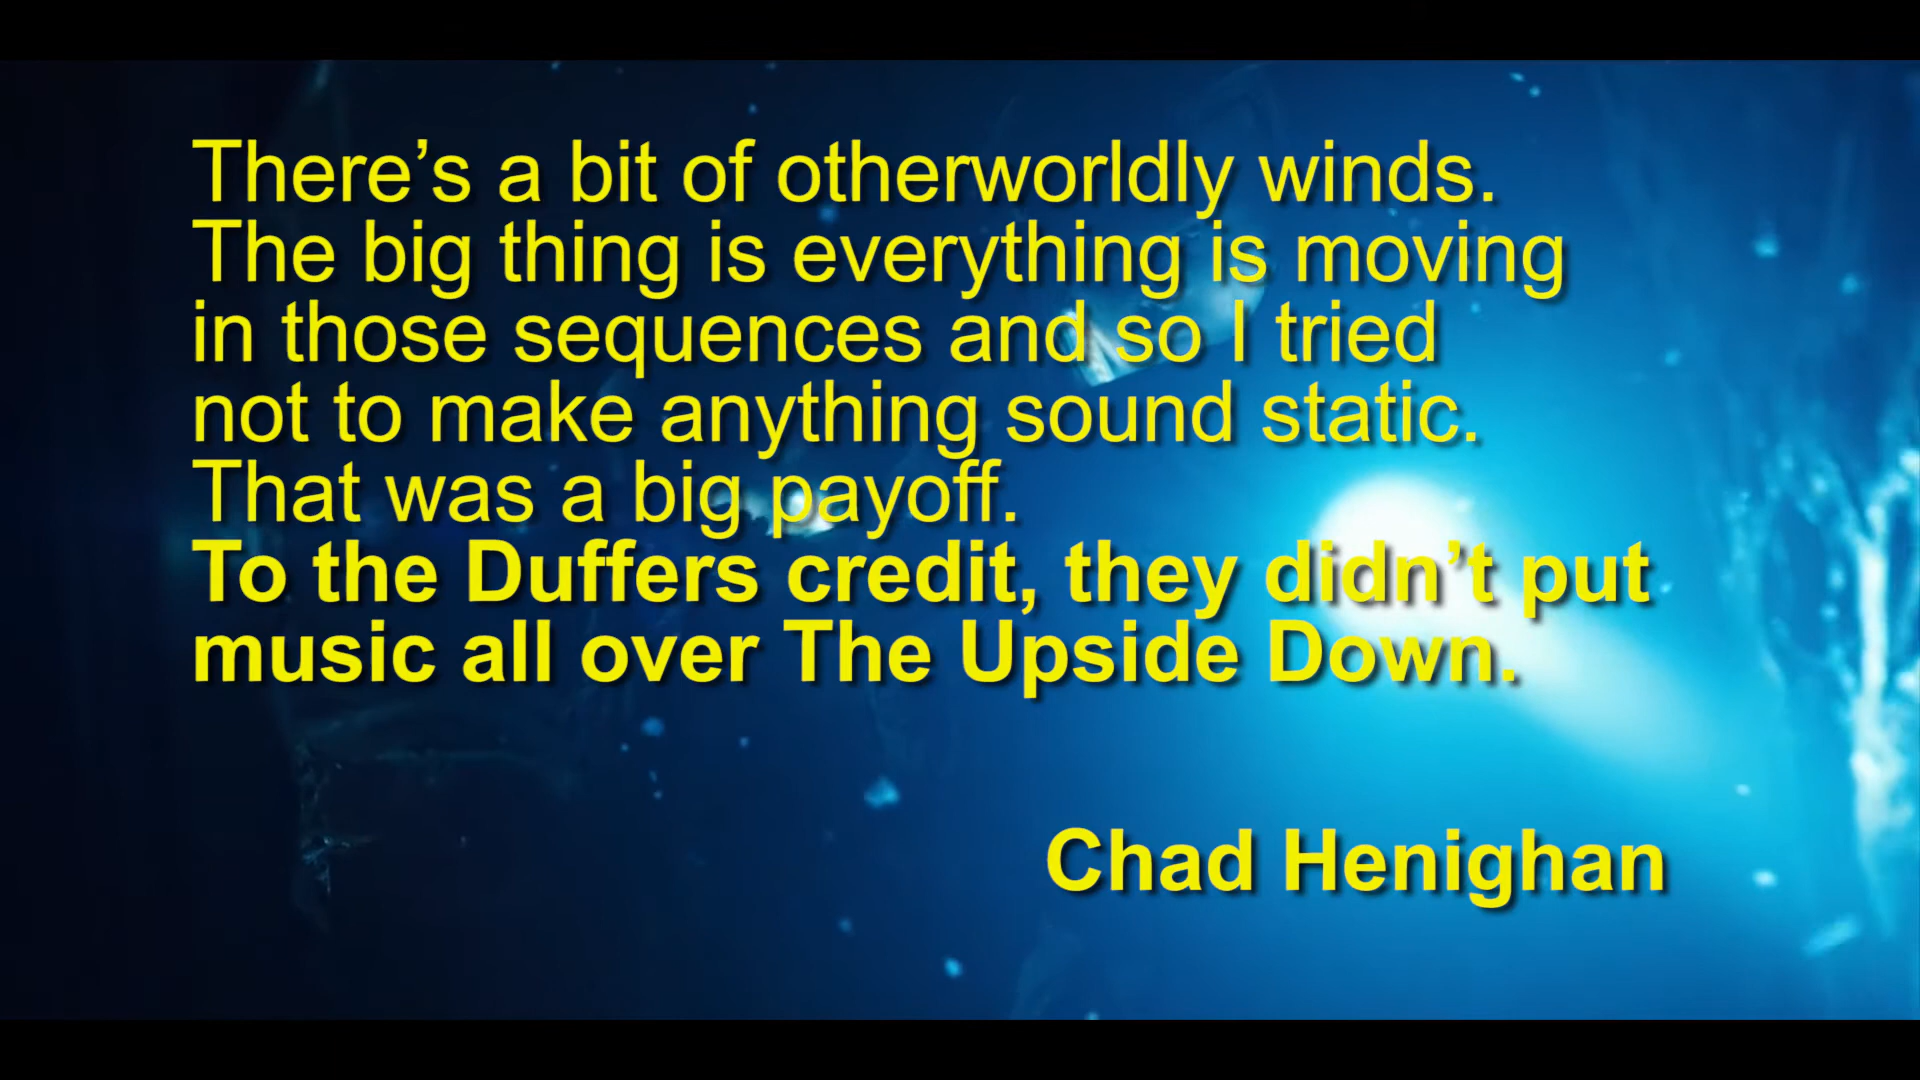 There’s a bit of otherworldly winds.
The big thing is everything is moving
in those sequences and so I tried
not to make anything sound static.
That was a big payoff.
To the Duffers credit, they didn’t put
music all over The Upside Down.
Chad Henighan